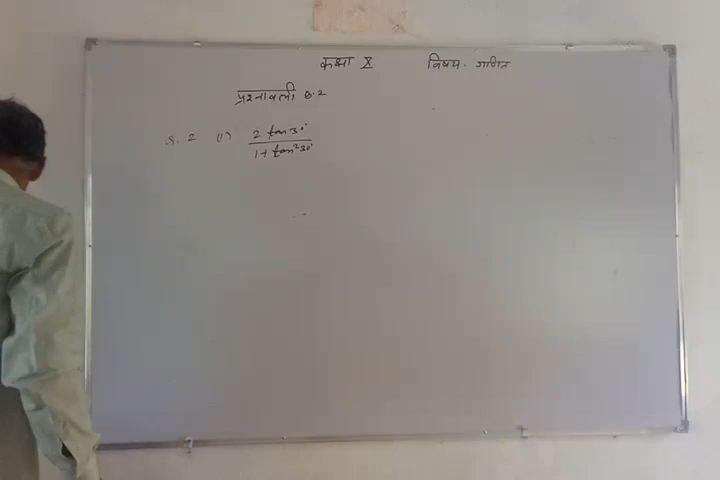 कक्षा X विषय - गणित
प्रश्नावली 8.2
Q. 2 (i) 2 tan 30°
1+ tan² 30°